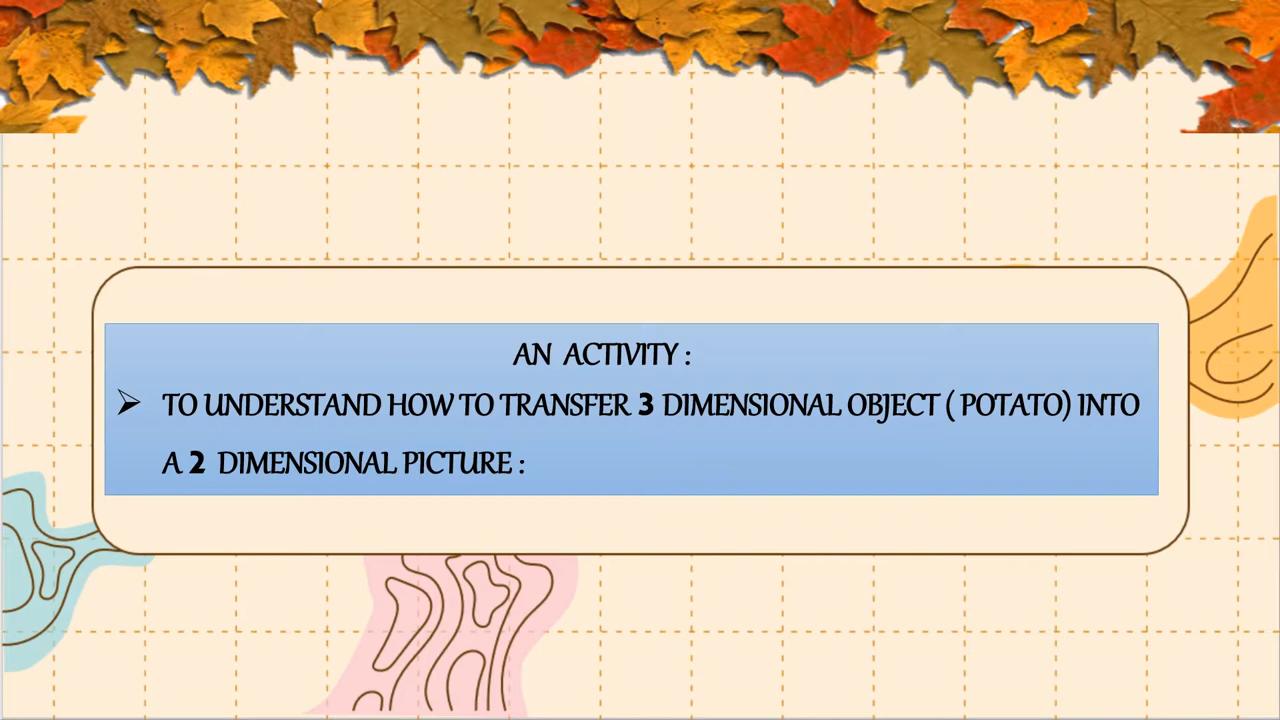 AN ACTIVITY :
➢ TO UNDERSTAND HOW TO TRANSFER 3 DIMENSIONAL OBJECT ( POTATO) INTO
A 2 DIMENSIONAL PICTURE :